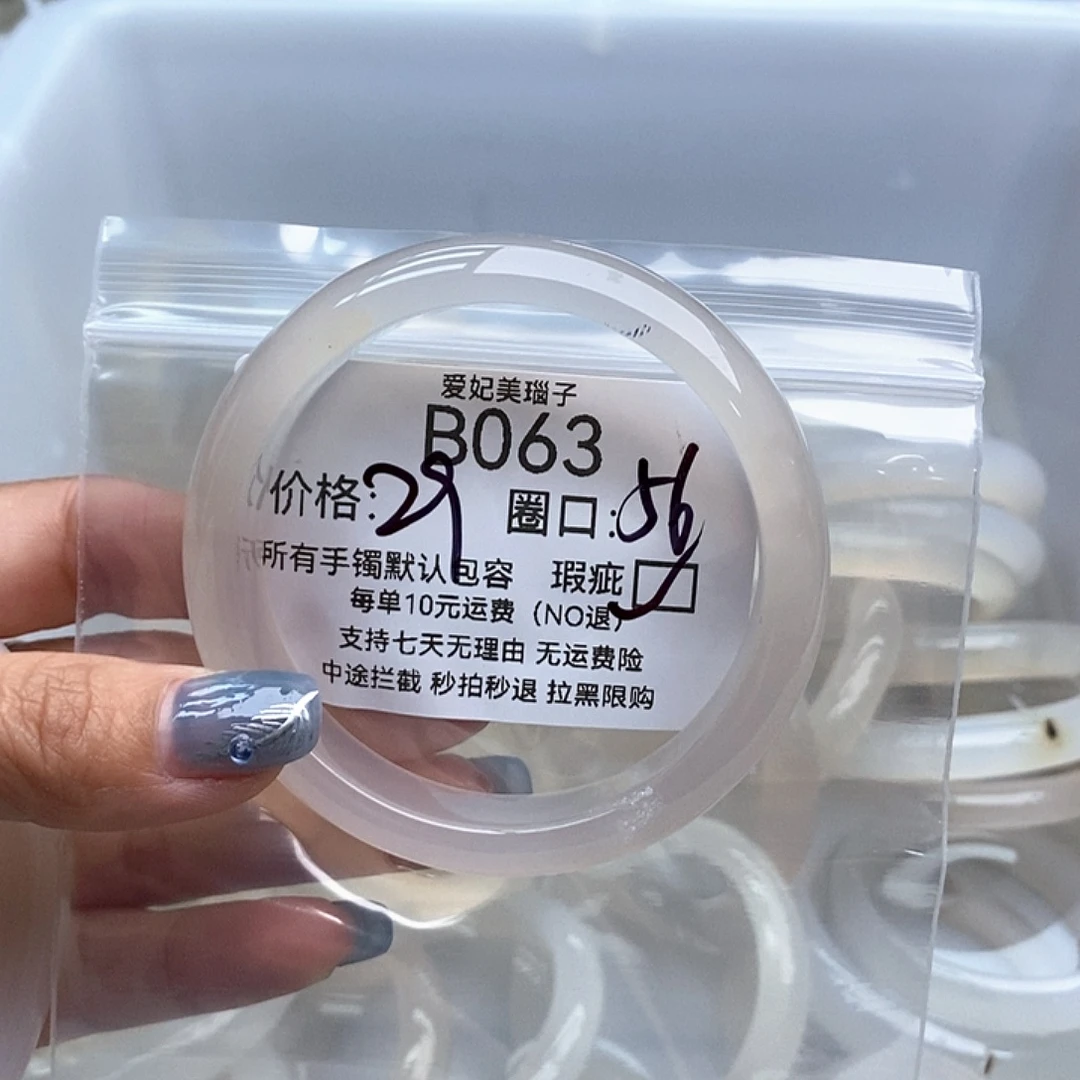 爱妃美瑙子
B063
价格:29 圈口:56
所有手镯默认包容 瑕疵
每单10元运费（NO退）
支持七天无理由 无运费险
中途拦截 秒拍秒退 拉黑限购